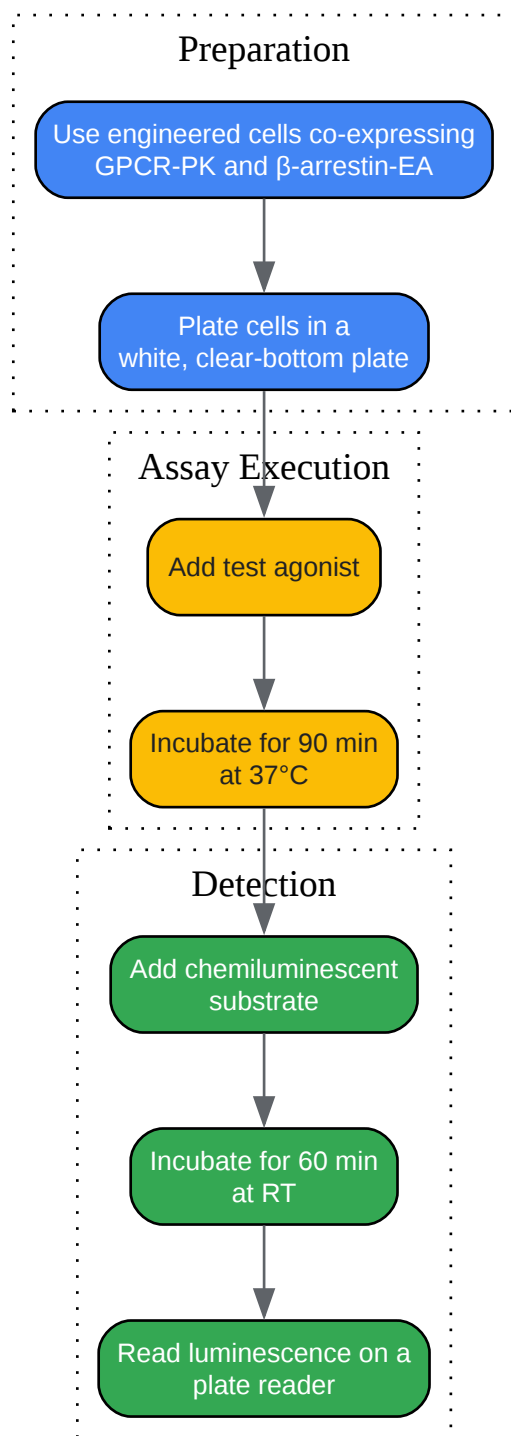 Preparation
Use engineered cells co-expressing
GPCR-PK and β-arrestin-EA
Plate cells in a
white, clear-bottom plate
Assay Execution
Add test agonist
Incubate for 90 min
at 37°C
Detection
Add chemiluminescent
substrate
Incubate for 60 min
at RT
Read luminescence on a
plate reader